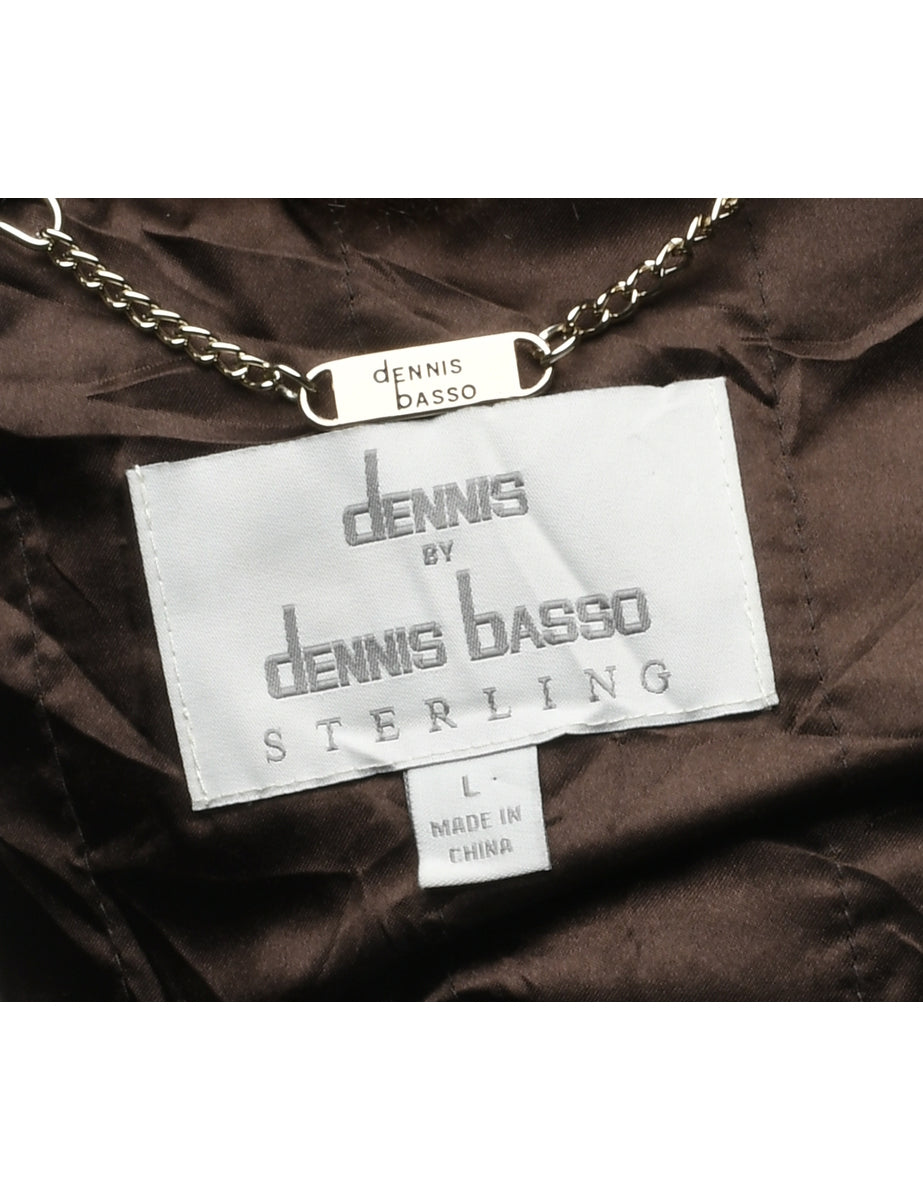 dENNIS
bASSO
dENNIS
BY
dENNIS bASSO
STERLING
L
MADE IN
CHINA